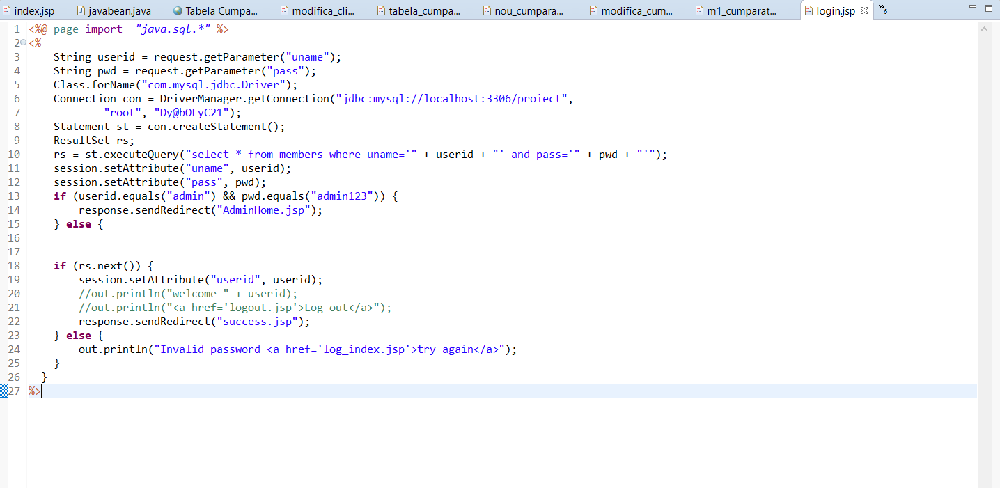 index.jsp javabean.java Tabela Cumpa... modifica_cli... tabela_cumpa... nou_cumpara... modifica_cum... m1_cumparat... login.jsp »6
1 <%@ page import ="java.sql.*" %>
2 <%
3 String userid = request.getParameter("uname");
4 String pwd = request.getParameter("pass");
5 Class.forName("com.mysql.jdbc.Driver");
6 Connection con = DriverManager.getConnection("jdbc:mysql://localhost:3306/proiect",
7 "root", "Dy@bOLyC21");
8 Statement st = con.createStatement();
9 ResultSet rs;
10 rs = st.executeQuery("select * from members where uname='" + userid + "' and pass='" + pwd + "'");
11 session.setAttribute("uname", userid);
12 session.setAttribute("pass", pwd);
13 if (userid.equals("admin") && pwd.equals("admin123")) {
14 response.sendRedirect("AdminHome.jsp");
15 } else {
16
17
18 if (rs.next()) {
19 session.setAttribute("userid", userid);
20 //out.println("welcome " + userid);
21 //out.println("<a href='logout.jsp'>Log out</a>");
22 response.sendRedirect("success.jsp");
23 } else {
24 out.println("Invalid password <a href='log_index.jsp'>try again</a>");
25 }
26 }
27 %>